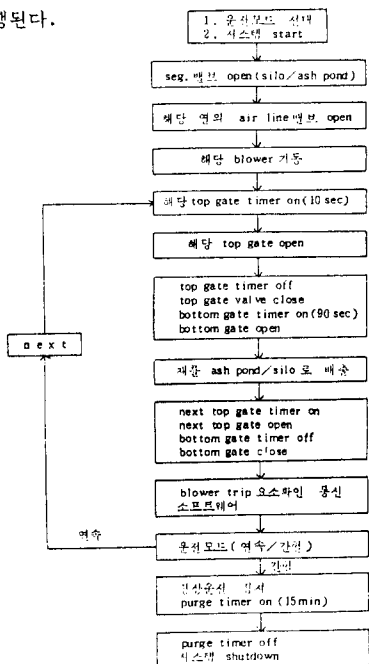 행된다.
1. 운전모드 선택
2. 시스템 start
seg. 밸브 open(silo/ash pond)
해당 연의 air line밸브 open
해당 blower 기동
해당 top gate timer on(10 sec)
해당 top gate open
top gate timer off
top gate valve close
bottom gate timer on(90 sec)
bottom gate open
next
재를 ash pond/silo로 배출
next top gate timer on
next top gate open
bottom gate timer off
bottom gate close
blower trip 요소확인 통신
소프트웨어
연속
운전모드(연속/간헐)
간헐
purge timer on (15min)
purge timer off
시스템 shutdown